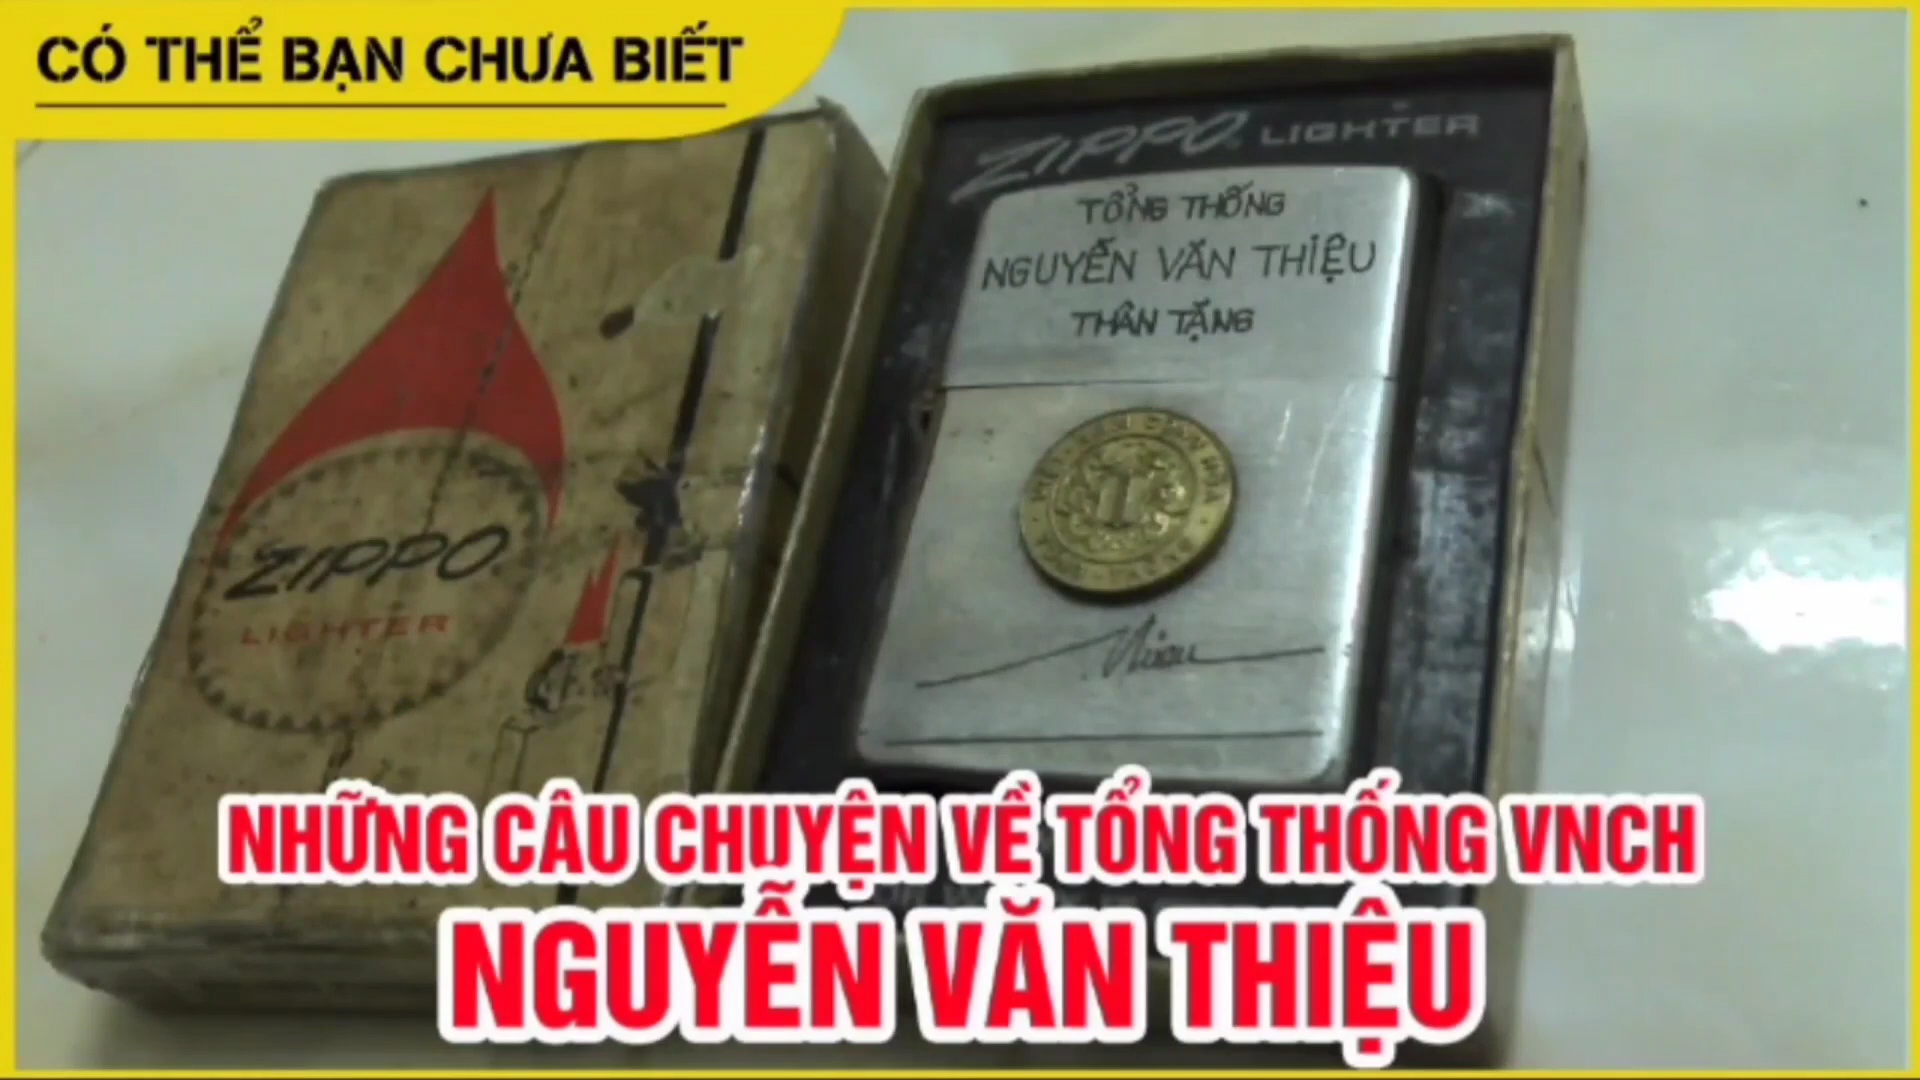 CÓ THỂ BẠN CHƯA BIẾT
ZIPPO LIGHTER
TỔNG THỐNG
NGUYỄN VĂN THIỆU
THÂN TẶNG
ZIPPO
LIGHTER
NHỮNG CÂU CHUYỆN VỀ TỔNG THỐNG VNCH
NGUYỄN VĂN THIỆU